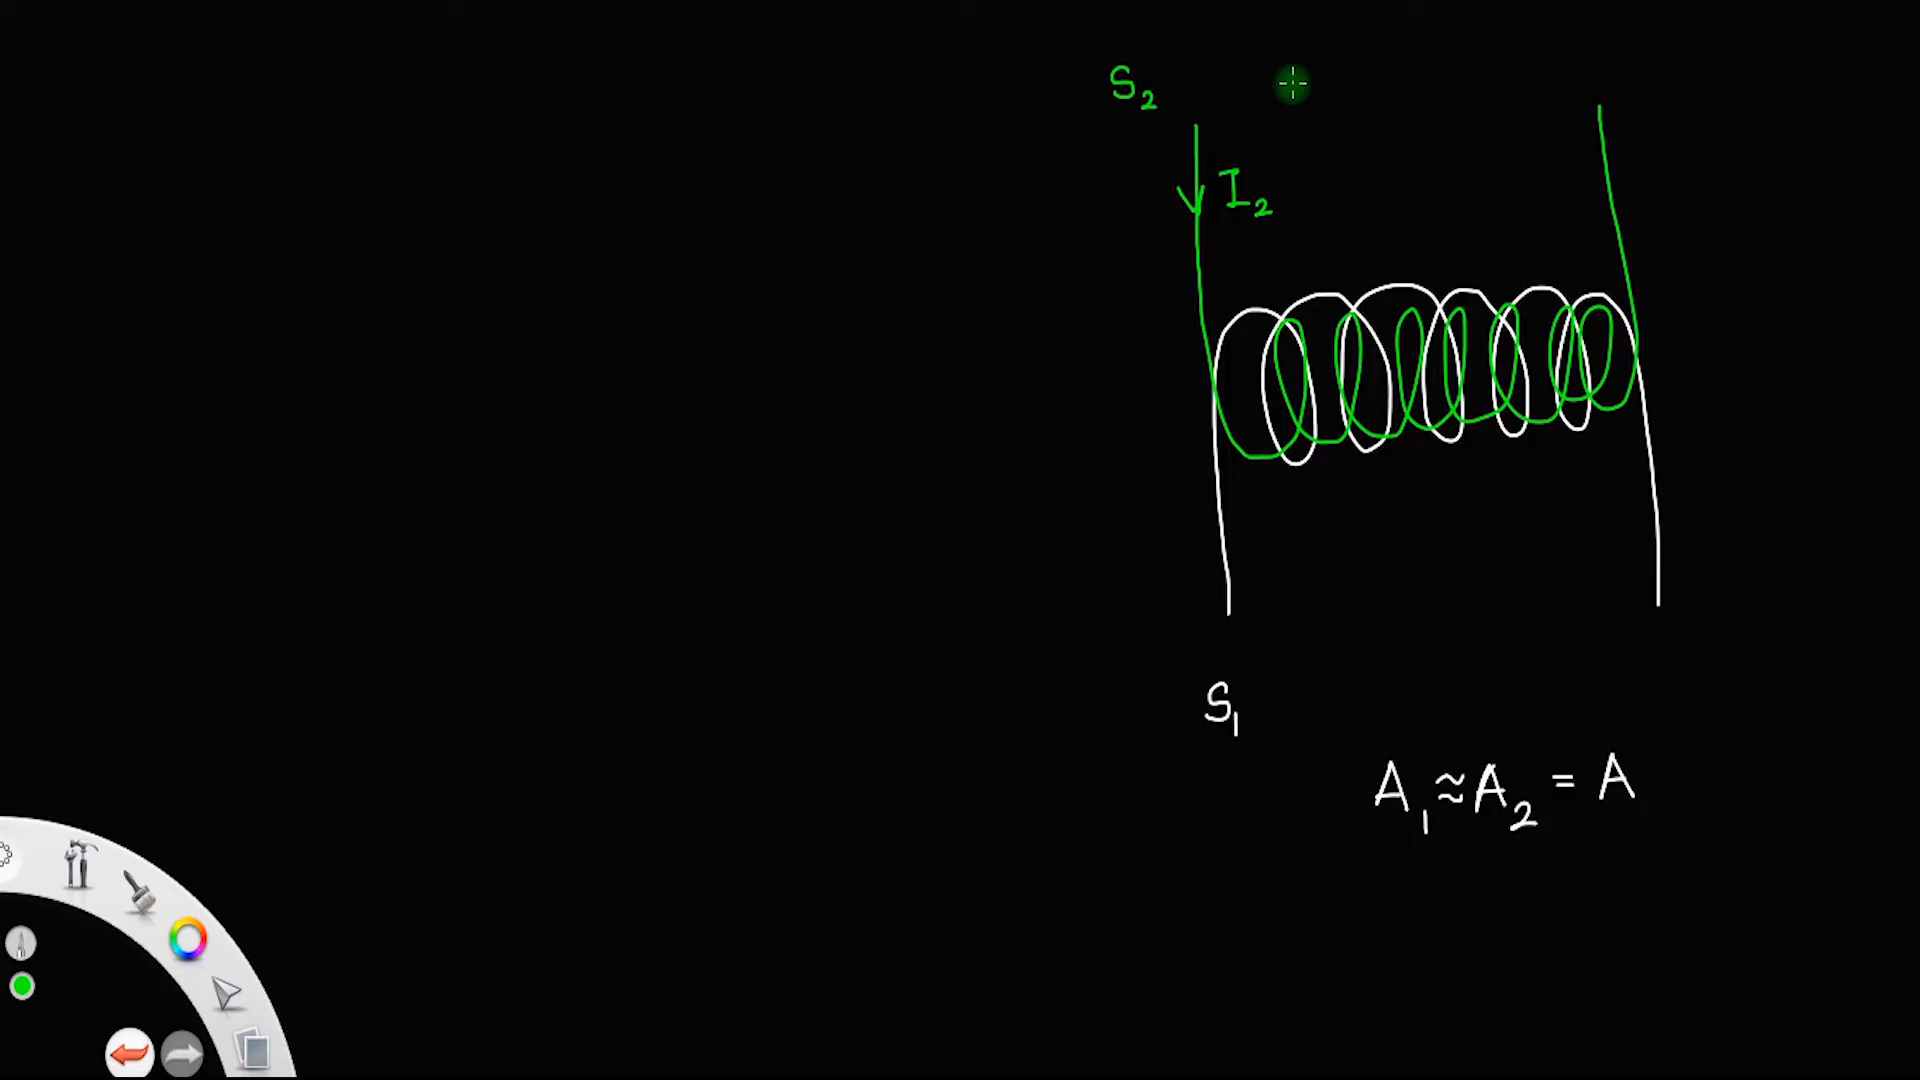 S₂
I₂
S₁
A₁ ≈ A₂ = A